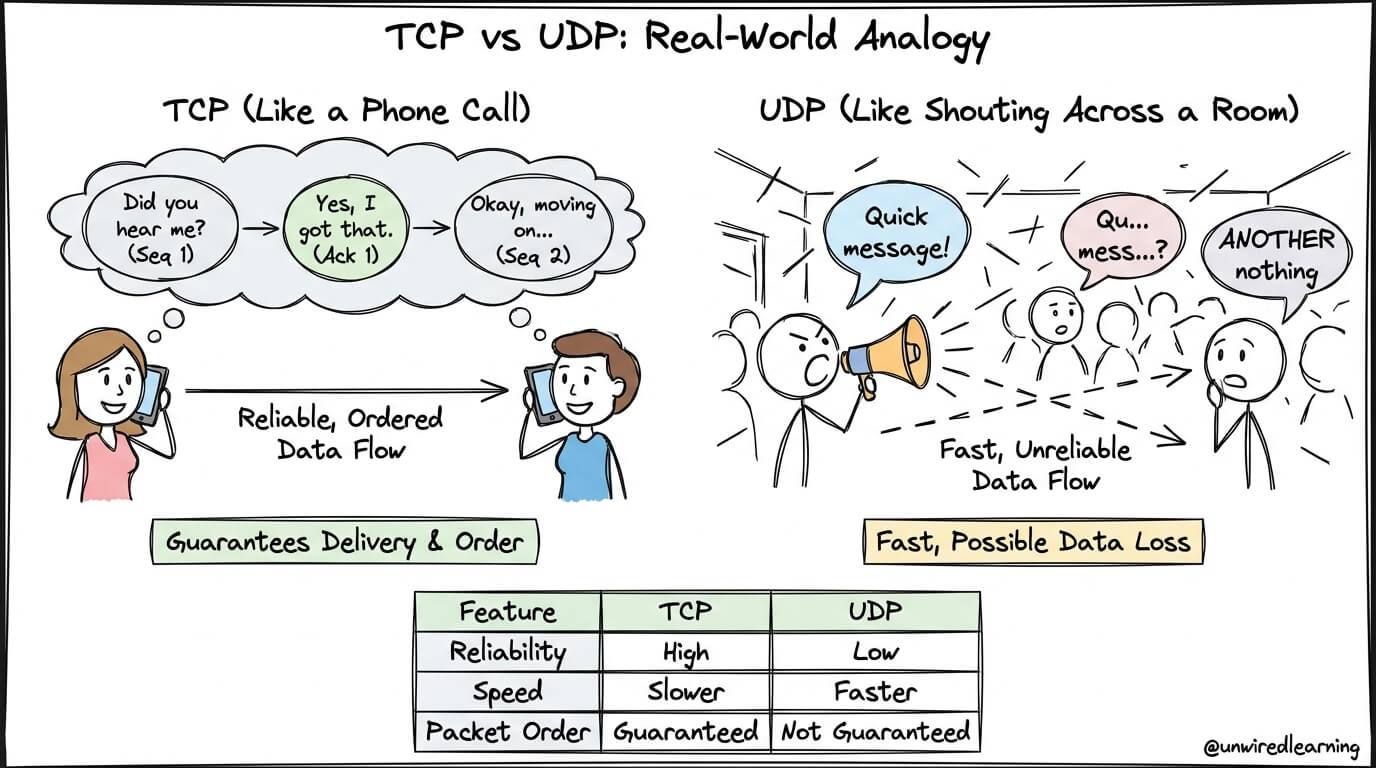 TCP vs UDP: Real-World Analogy
TCP (Like a Phone Call)
Did you
hear me?
(Seq 1)
Yes, I
got that.
(Ack 1)
Okay, moving
on...
(Seq 2)
Reliable, Ordered
Data Flow
Guarantees Delivery & Order
UDP (Like Shouting Across a Room)
Quick
message!
Qu...
mess...?
ANOTHER
nothing
Fast, Unreliable
Data Flow
Fast, Possible Data Loss
Feature TCP UDP
Reliability High Low
Speed Slower Faster
Packet Order Guaranteed Not Guaranteed
@unwiredlearning